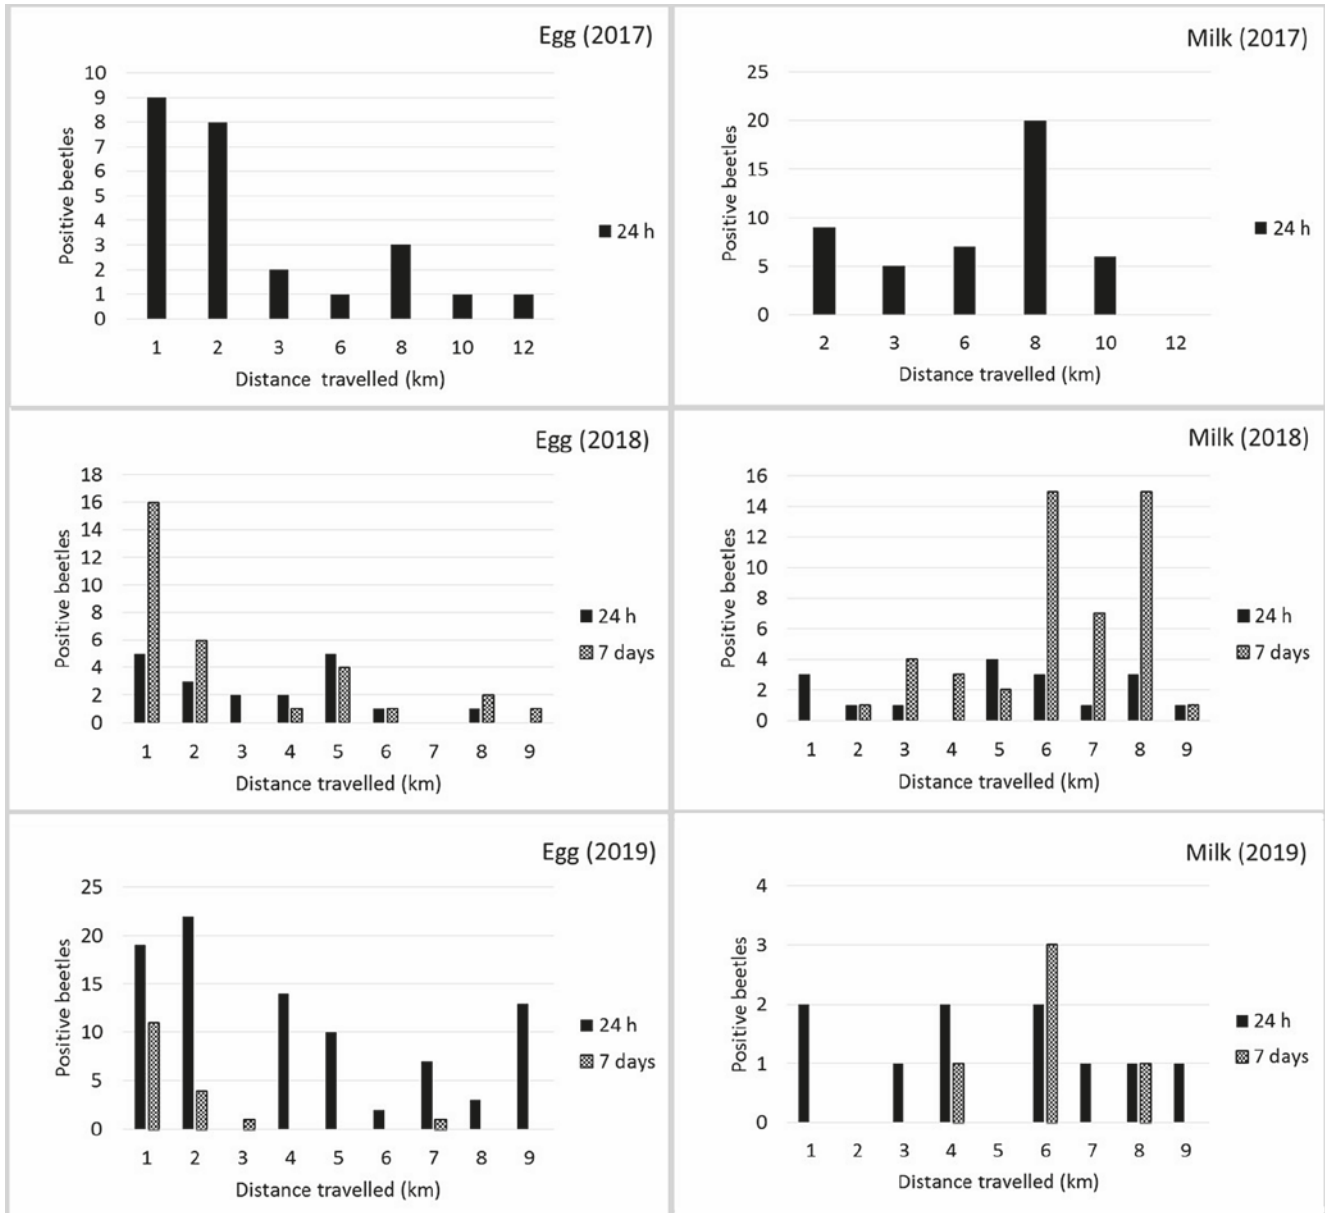 Egg (2017)
10
9
8
7
6
5
4
3
2
1
0
Positive beetles
1 2 3 6 8 10 12
Distance travelled (km)
24 h
Milk (2017)
25
20
15
10
5
0
Positive beetles
2 3 6 8 10 12
Distance travelled (km)
24 h
Egg (2018)
18
16
14
12
10
8
6
4
2
0
Positive beetles
1 2 3 4 5 6 7 8 9
Distance travelled (km)
24 h
7 days
Milk (2018)
16
14
12
10
8
6
4
2
0
Positive beetles
1 2 3 4 5 6 7 8 9
Distance travelled (km)
24 h
7 days
Egg (2019)
25
20
15
10
5
0
Positive beetles
1 2 3 4 5 6 7 8 9
Distance travelled (km)
24 h
7 days
Milk (2019)
4
3
2
1
0
Positive beetles
1 2 3 4 5 6 7 8 9
Distance travelled (km)
24 h
7 days